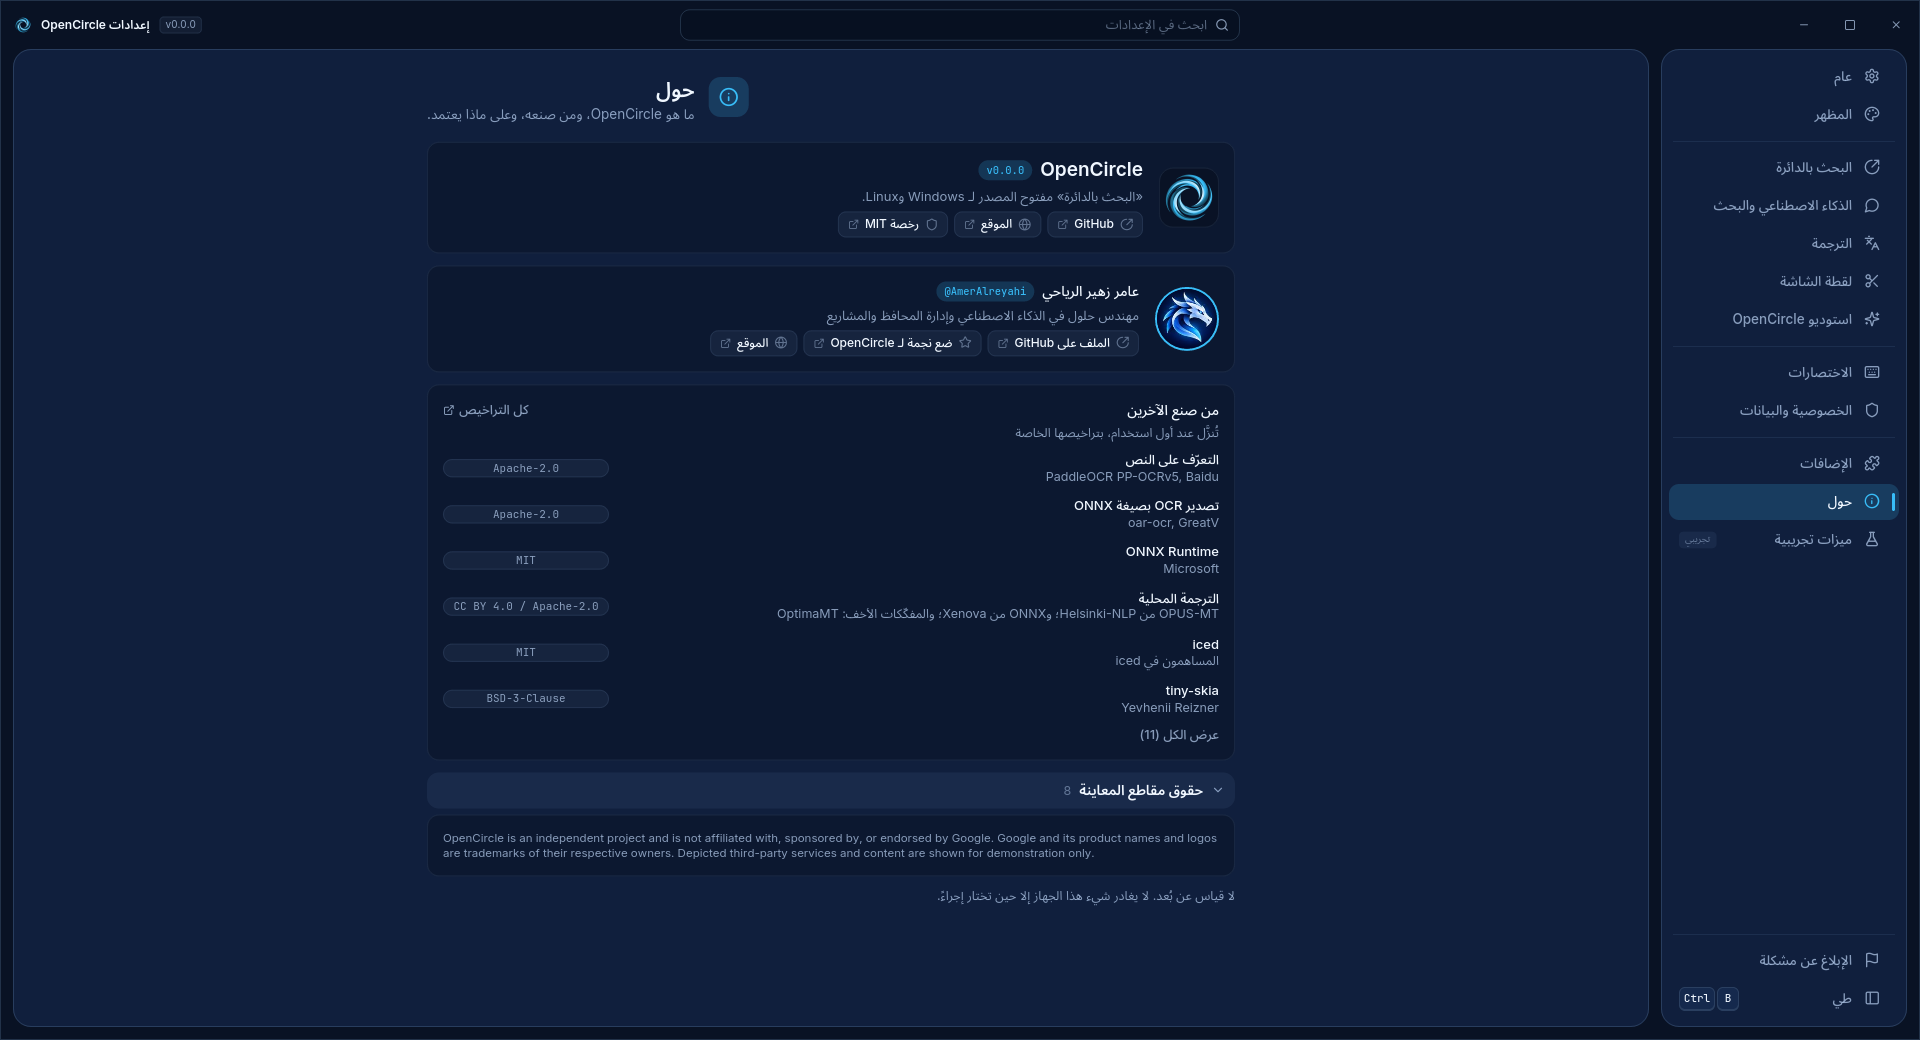 إعدادات OpenCircle
v0.0.0
ابحث في الإعدادات
عام
المظهر
البحث بالدائرة
الذكاء الاصطناعي والبحث
الترجمة
لقطة الشاشة
استوديو OpenCircle
الاختصارات
الخصوصية والبيانات
الإضافات
حول
ميزات تجريبية
تجريبي
الإبلاغ عن مشكلة
طي
Ctrl B
حول
ما هو OpenCircle، ومن صنعه، وعلى ماذا يعتمد.
OpenCircle v0.0.0
«البحث بالدائرة» مفتوح المصدر لـ Windows وLinux.
GitHub
الموقع
رخصة MIT
عامر زهير الرياحي @AmerAlreyahi
مهندس حلول في الذكاء الاصطناعي وإدارة المحافظ والمشاريع
الملف على GitHub
ضع نجمة لـ OpenCircle
الموقع
من صنع الآخرين
كل التراخيص
تُنزَّل عند أول استخدام، بتراخيصها الخاصة
التعرّف على النص
PaddleOCR PP-OCRv5, Baidu
Apache-2.0
تصدير OCR بصيغة ONNX
oar-ocr, GreatV
Apache-2.0
ONNX Runtime
Microsoft
MIT
الترجمة المحلية
OPUS-MT من Helsinki-NLP؛ وONNX من Xenova؛ والمفكّكات الأخف: OptimaMT
CC BY 4.0 / Apache-2.0
iced
المساهمون في iced
MIT
tiny-skia
Yevhenii Reizner
BSD-3-Clause
عرض الكل (11)
حقوق مقاطع المعاينة 8
OpenCircle is an independent project and is not affiliated with, sponsored by, or endorsed by Google. Google and its product names and logos
are trademarks of their respective owners. Depicted third-party services and content are shown for demonstration only.
لا قياس عن بُعد. لا يغادر شيء هذا الجهاز إلا حين تختار إجراءً.